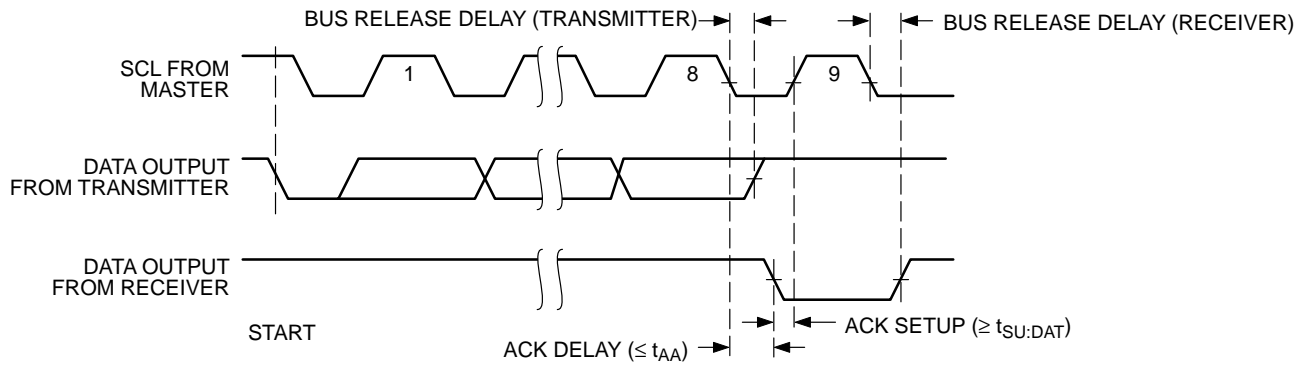 BUS RELEASE DELAY (TRANSMITTER)
BUS RELEASE DELAY (RECEIVER)
SCL FROM
MASTER
1
8
9
DATA OUTPUT
FROM TRANSMITTER
DATA OUTPUT
FROM RECEIVER
START
ACK SETUP (≥ tSU:DAT)
ACK DELAY (≤ tAA)